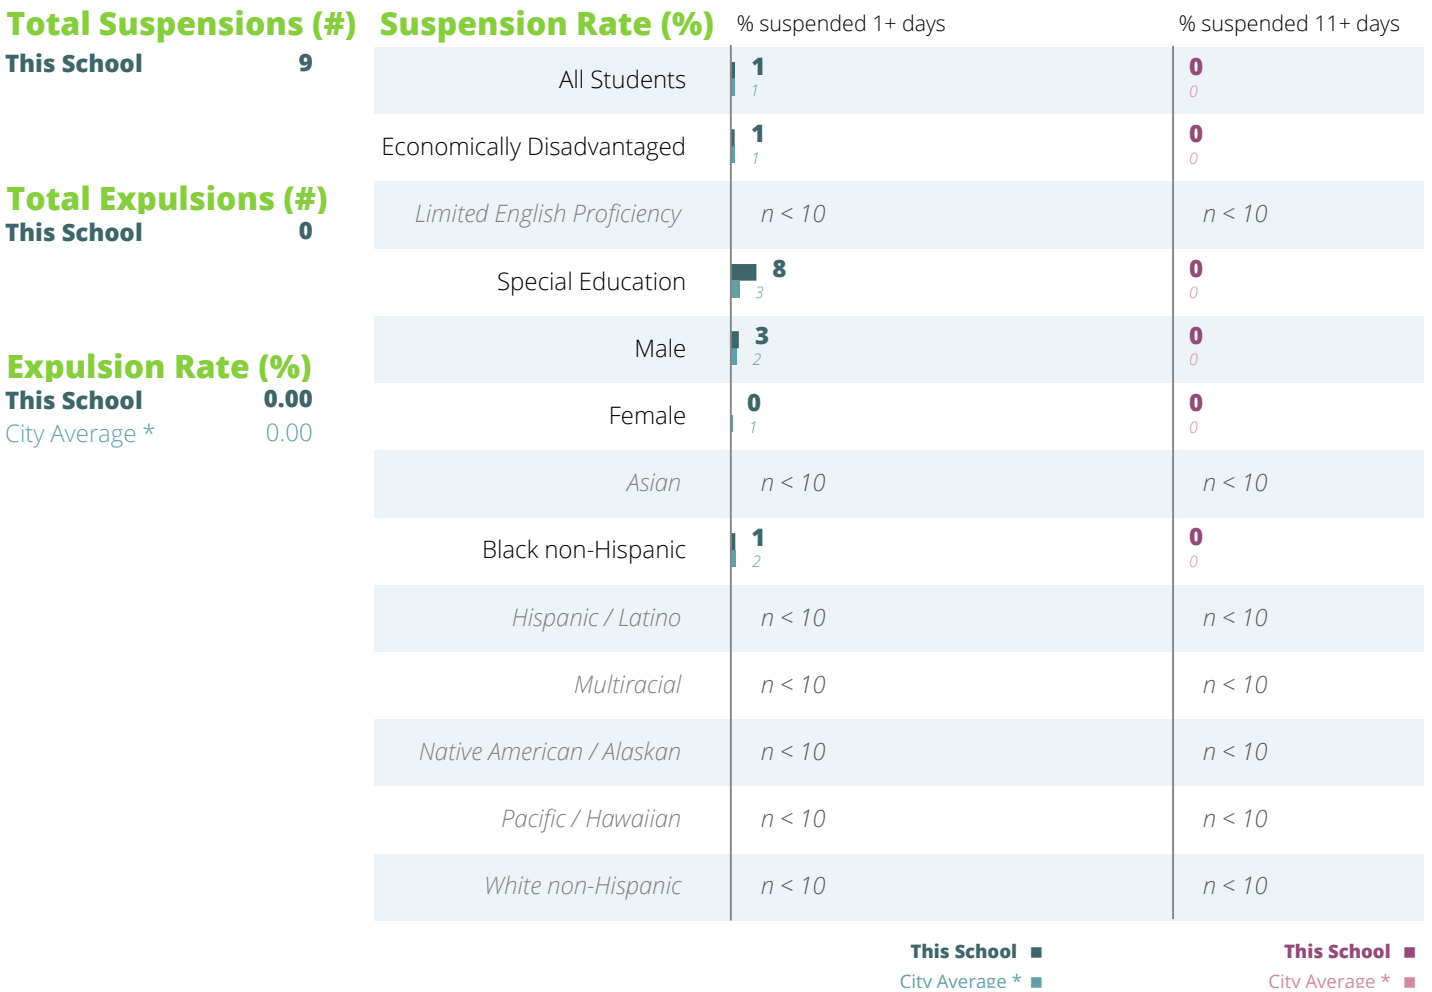 Total Suspensions (#)
This School 9
Total Expulsions (#)
This School 0
Expulsion Rate (%)
This School 0.00
City Average * 0.00
Suspension Rate (%) % suspended 1+ days % suspended 11+ days
All Students 1 0
1 0
Economically Disadvantaged 1 0
1 0
Limited English Proficiency n < 10 n < 10
Special Education 8 0
3 0
Male 3 0
2 0
Female 0 0
1 0
Asian n < 10 n < 10
Black non-Hispanic 1 0
2 0
Hispanic / Latino n < 10 n < 10
Multiracial n < 10 n < 10
Native American / Alaskan n < 10 n < 10
Pacific / Hawaiian n < 10 n < 10
White non-Hispanic n < 10 n < 10
This School This School
City Average * City Average *